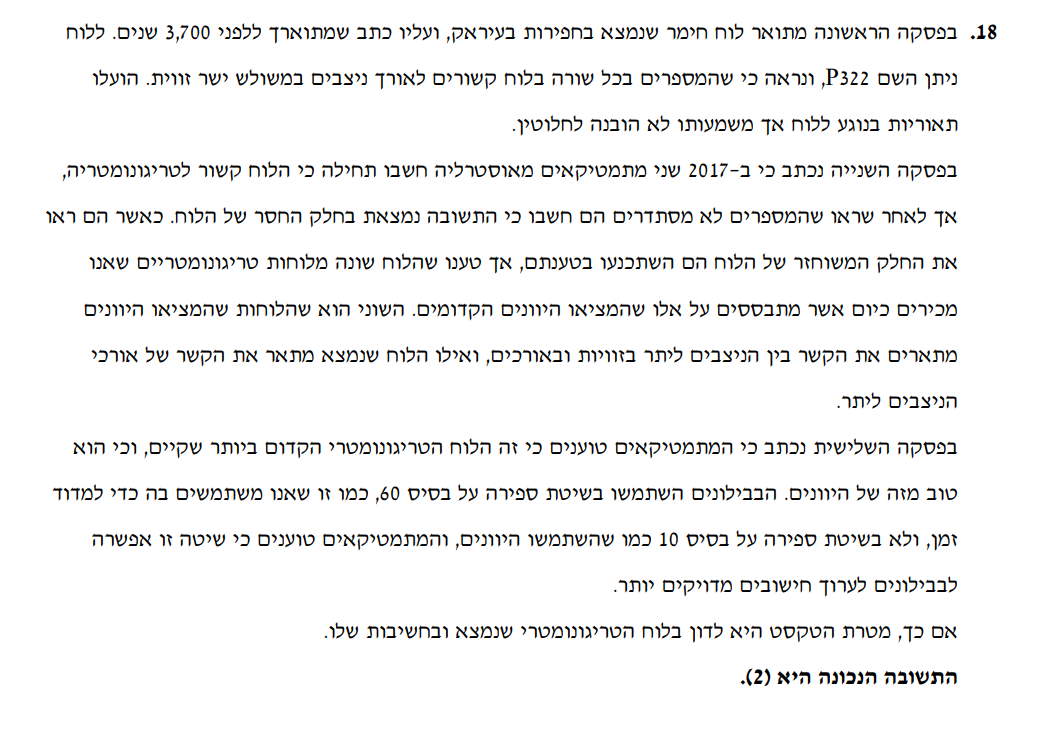 18. בפסקה הראשונה מתואר לוח חימר שנמצא בחפירות בעיראק, ועליו כתב שמתוארך ללפני 3,700 שנים. ללוח
ניתן השם P322, ונראה כי שהמספרים בכל שורה בלוח קשורים לאורך ניצבים במשולש ישר זווית. הועלו
תאוריות בנוגע ללוח אך משמעותו לא הובנה לחלוטין.
בפסקה השנייה נכתב כי ב-2017 שני מתמטיקאים מאוסטרליה חשבו תחילה כי הלוח קשור לטריגונומטריה,
אך לאחר שראו שהמספרים לא מסתדרים הם חשבו כי התשובה נמצאת בחלק החסר של הלוח. כאשר הם ראו
את החלק המשוחזר של הלוח הם השתכנעו בטענתם, אך טענו שהלוח שונה מלוחות טריגונומטריים שאנו
מכירים כיום אשר מתבססים על אלו שהמציאו היוונים הקדומים. השוני הוא שהלוחות שהמציאו היוונים
מתארים את הקשר בין הניצבים ליתר בזוויות ובאורכים, ואילו הלוח שנמצא מתאר את הקשר של אורכי
הניצבים ליתר.
בפסקה השלישית נכתב כי המתמטיקאים טוענים כי זה הלוח הטריגונומטרי הקדום ביותר שקיים, וכי הוא
טוב מזה של היוונים. הבבילונים השתמשו בשיטת ספירה על בסיס 60, כמו זו שאנו משתמשים בה כדי למדוד
זמן, ולא בשיטת ספירה על בסיס 10 כמו שהשתמשו היוונים, והמתמטיקאים טוענים כי שיטה זו אפשרה
לבבילונים לערוך חישובים מדויקים יותר.
אם כך, מטרת הטקסט היא לדון בלוח הטריגונומטרי שנמצא ובחשיבות שלו.
התשובה הנכונה היא (2).